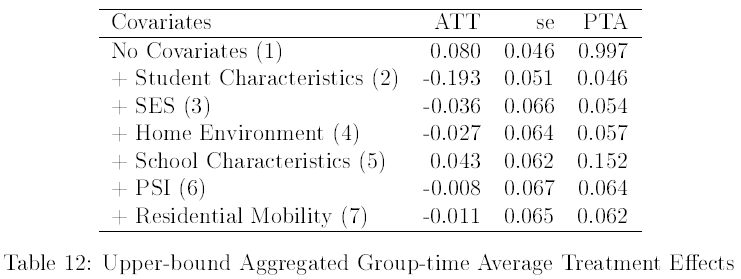 Covariates ATT se PTA
No Covariates (1) 0.080 0.046 0.997
+ Student Characteristics (2) -0.193 0.051 0.046
+ SES (3) -0.036 0.066 0.054
+ Home Environment (4) -0.027 0.064 0.057
+ School Characteristics (5) 0.043 0.062 0.152
+ PSI (6) -0.008 0.067 0.064
+ Residential Mobility (7) -0.011 0.065 0.062
Table 12: Upper-bound Aggregated Group-time Average Treatment Effects